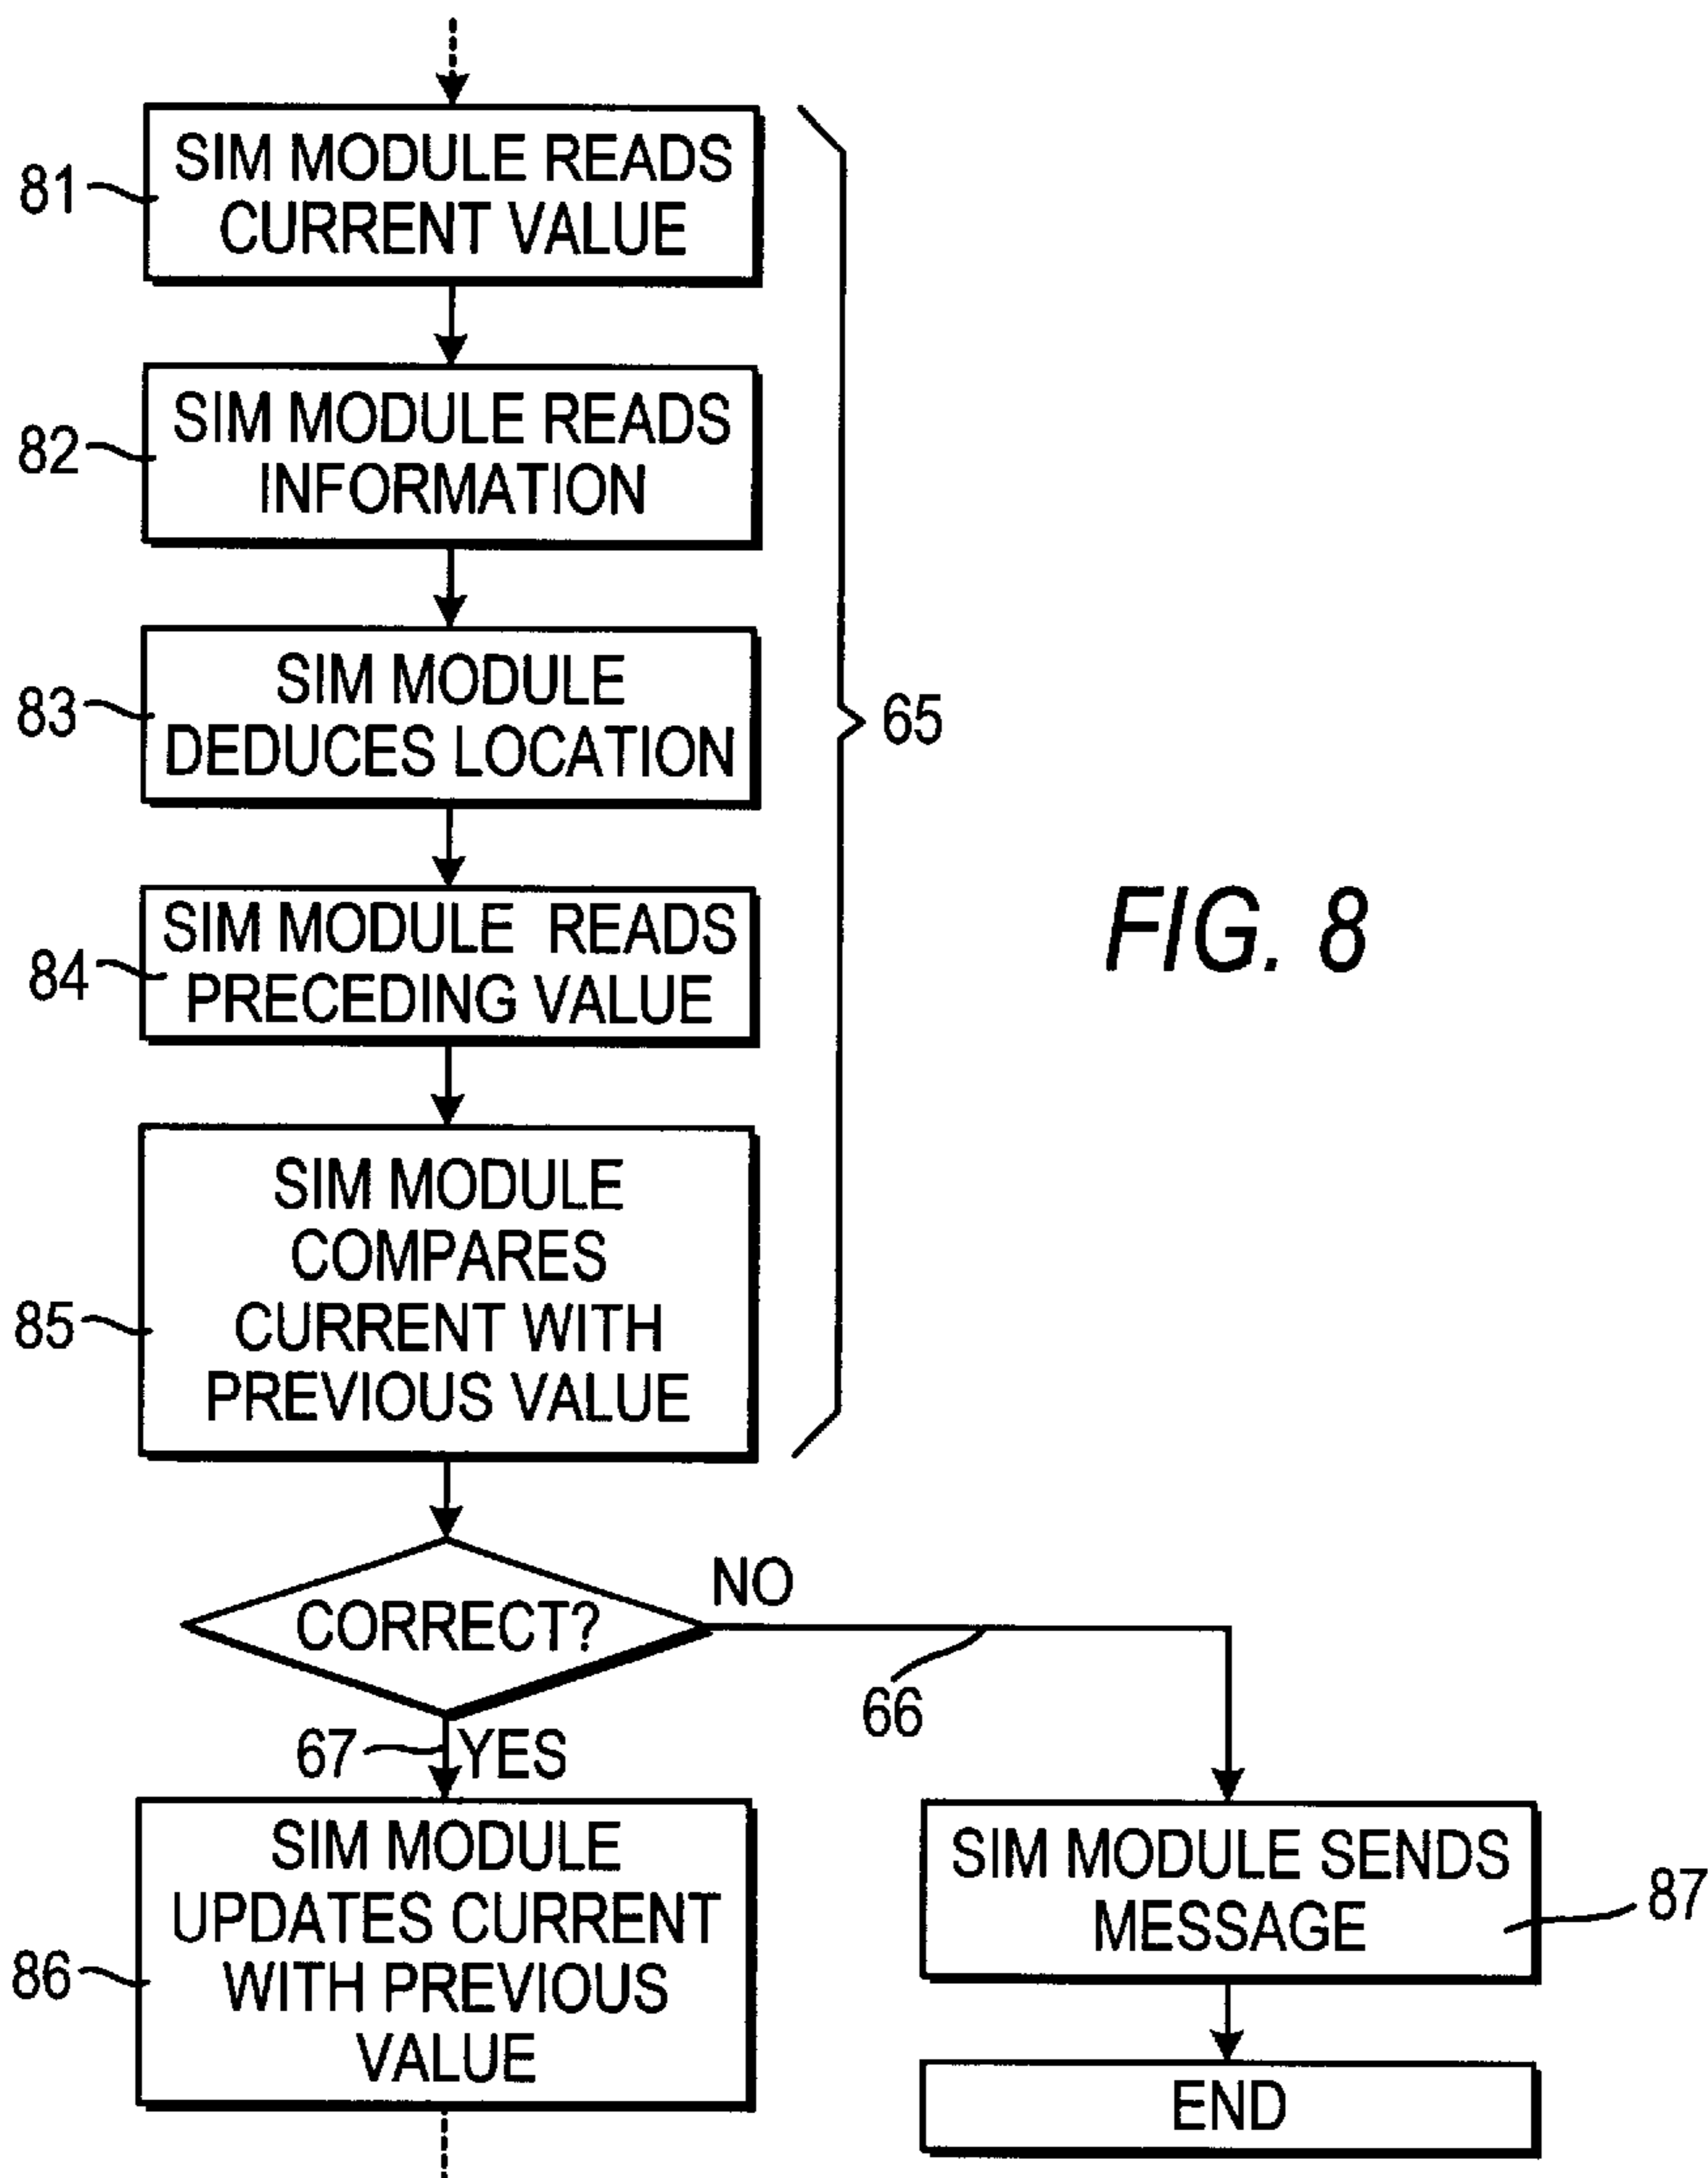 81
SIM MODULE READS
CURRENT VALUE
82
SIM MODULE READS
INFORMATION
83
SIM MODULE
DEDUCES LOCATION
65
84
SIM MODULE READS
PRECEDING VALUE
FIG. 8
85
SIM MODULE
COMPARES
CURRENT WITH
PREVIOUS VALUE
CORRECT?
NO
66
67
YES
86
SIM MODULE
UPDATES CURRENT
WITH PREVIOUS
VALUE
SIM MODULE SENDS
MESSAGE
87
END